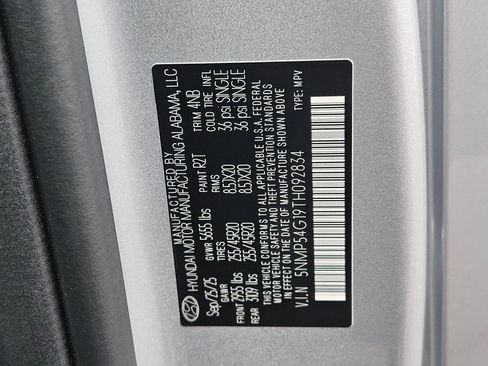 MANUFACTURED BY
HYUNDAI MOTOR MANUFACTURING ALABAMA, LLC
Sep/26/25 PAINT R2T TRIM 4NB
GVWR 5655 lbs
GAWR TIRES RIMS COLD TIRE INFL
FRONT 2955 lbs 255/45R20 8.5JX20 36 psi SINGLE
REAR 3109 lbs 255/45R20 8.5JX20 36 psi SINGLE
THIS VEHICLE CONFORMS TO ALL APPLICABLE U.S.A. FEDERAL
MOTOR VEHICLE SAFETY AND THEFT PREVENTION
STANDARDS IN EFFECT ON THE DATE OF MANUFACTURE SHOWN ABOVE
V.I.N 5NMP54G19TH092834 TYPE: MPV